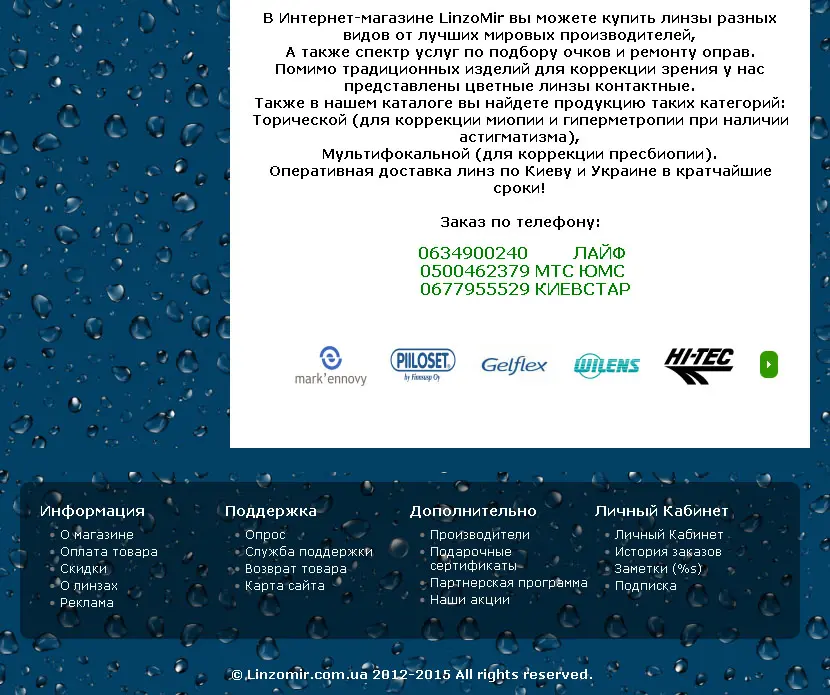 В Интернет-магазине LinzoMir вы можете купить линзы разных
видов от лучших мировых производителей,
А также спектр услуг по подбору очков и ремонту оправ.
Помимо традиционных изделий для коррекции зрения у нас
представлены цветные линзы контактные.
Также в нашем каталоге вы найдете продукцию таких категорий:
Торической (для коррекции миопии и гиперметропии при наличии
астигматизма),
Мультифокальной (для коррекции пресбиопии).
Оперативная доставка линз по Киеву и Украине в кратчайшие
сроки!
Заказ по телефону:
0634900240 ЛАЙФ
0500462379 МТС ЮМС
0677955529 КИЕВСТАР
mark'ennovy
PIILOSET
by Finnsusp Oy
Gelflex
WILENS
HI-TEC
Информация
О магазине
Оплата товара
Скидки
О линзах
Реклама
Поддержка
Опрос
Служба поддержки
Возврат товара
Карта сайта
Дополнительно
Производители
Подарочные
сертификаты
Партнерская программа
Наши акции
Личный Кабинет
Личный Кабинет
История заказов
Заметки (%s)
Подписка
© Linzomir.com.ua 2012-2015 All rights reserved.